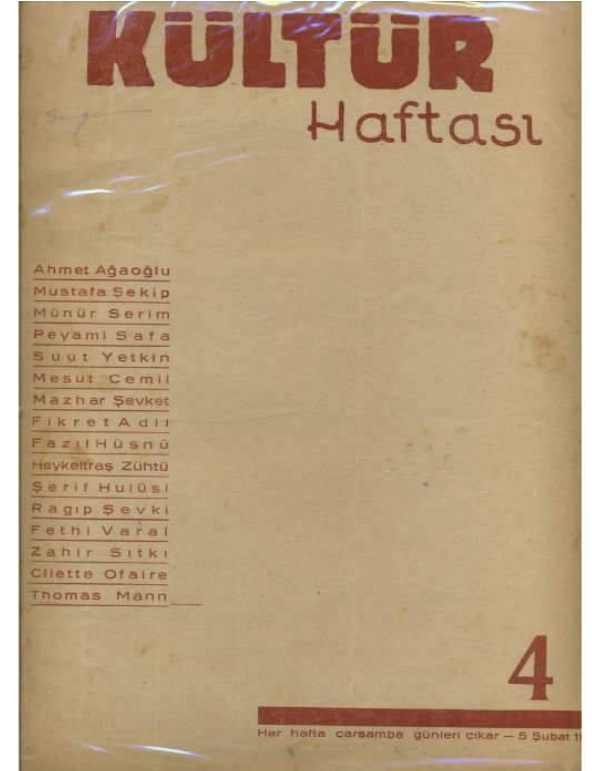 KÜLTÜR
Haftası
Ahmet Ağaoğlu
Mustafa Şekip
Münür Serim
Peyami Safa
Suut Yetkin
Mesut Cemil
Mazhar Şevket
Fikret Adil
Fazıl Hüsnü
Heykeltraş Zühtü
Şerif Hulûsi
Ragıp Şevki
Fethi Varal
Zahir Sıtkı
Cilette Ofaire
Thomas Mann
4
Her hafta carsamba günleri çıkar — 5 Şubat